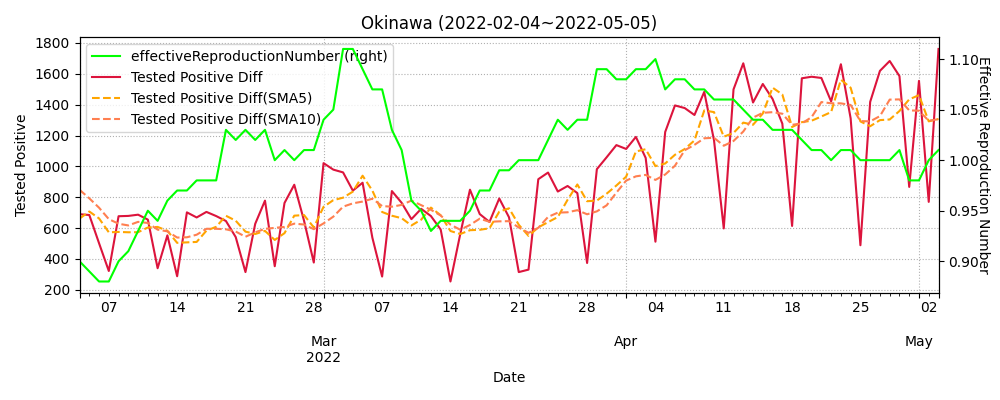 Okinawa (2022-02-04~2022-05-05)
effectiveReproductionNumber (right)
Tested Positive Diff
Tested Positive Diff(SMA5)
Tested Positive Diff(SMA10)
Tested Positive
1800
1600
1400
1200
1000
800
600
400
200
1.10
1.05
1.00
0.95
0.90
Effective Reproduction Number
07 14 21 28 07 14 21 28 04 11 18 25 02
Mar Apr May
2022
Date